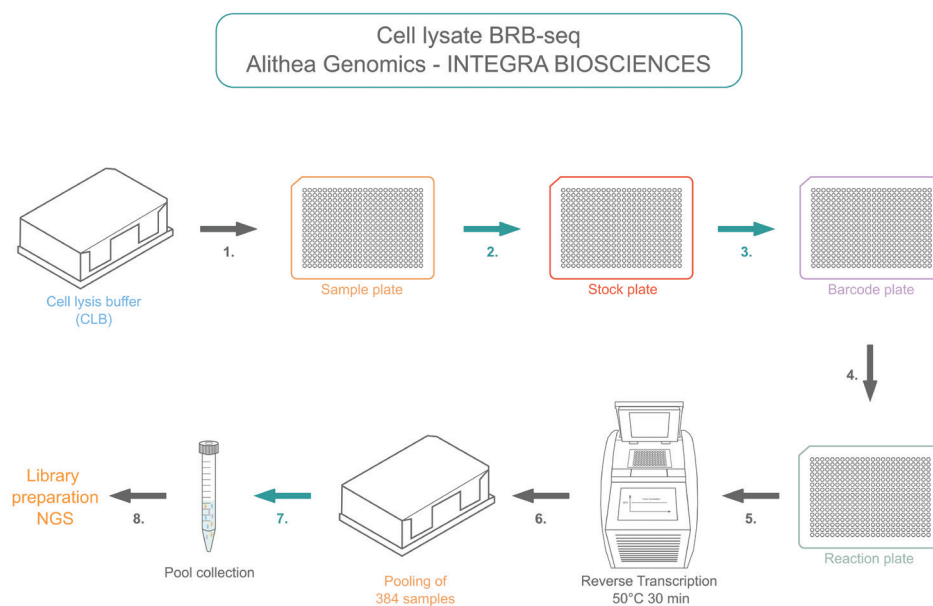 Cell lysate BRB-seq
Alithea Genomics - INTEGRA BIOSCIENCES
1.
2.
3.
Sample plate
Stock plate
Barcode plate
Cell lysis buffer
(CLB)
4.
Library
preparation
NGS
8.
7.
6.
5.
Pool collection
Pooling of
384 samples
Reverse Transcription
50°C 30 min
Reaction plate